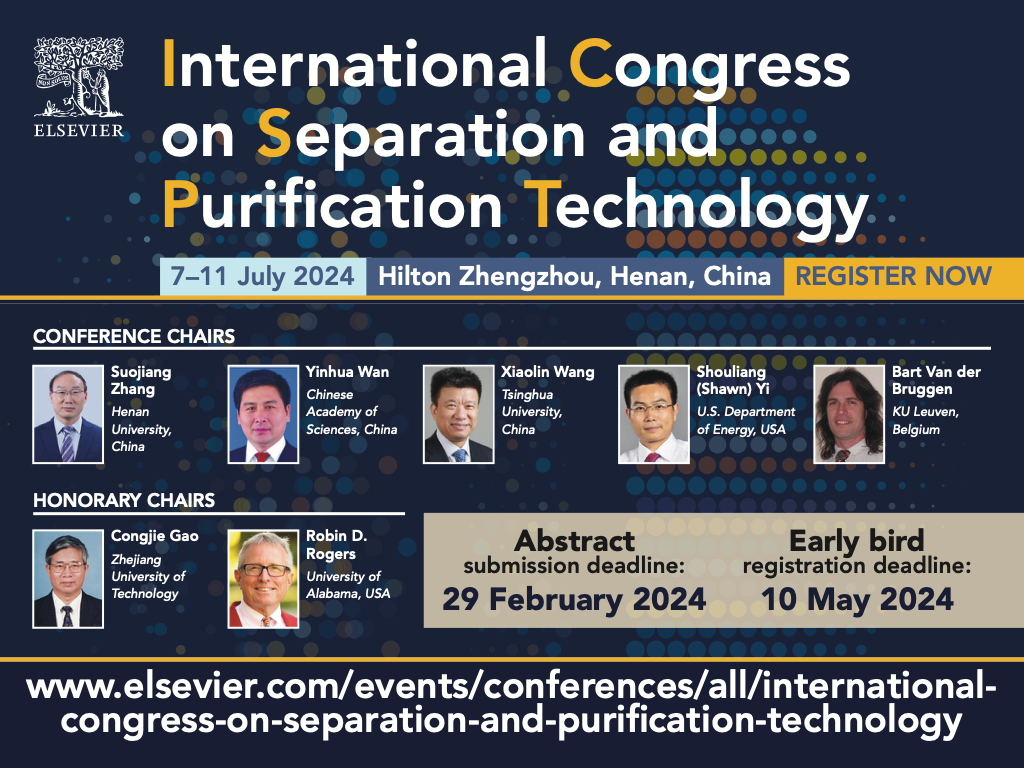 ELSEVIER
International Congress
on Separation and
Purification Technology
7–11 July 2024
Hilton Zhengzhou, Henan, China
REGISTER NOW
CONFERENCE CHAIRS
Suojiang
Zhang
Henan
University,
China
Yinhua Wan
Chinese
Academy of
Sciences, China
Xiaolin Wang
Tsinghua
University,
China
Shouliang
(Shawn) Yi
U.S. Department
of Energy, USA
Bart Van der
Bruggen
KU Leuven,
Belgium
HONORARY CHAIRS
Congjie Gao
Zhejiang
University of
Technology
Robin D.
Rogers
University of
Alabama, USA
Abstract
submission deadline:
29 February 2024
Early bird
registration deadline:
10 May 2024
www.elsevier.com/events/conferences/all/international-
congress-on-separation-and-purification-technology